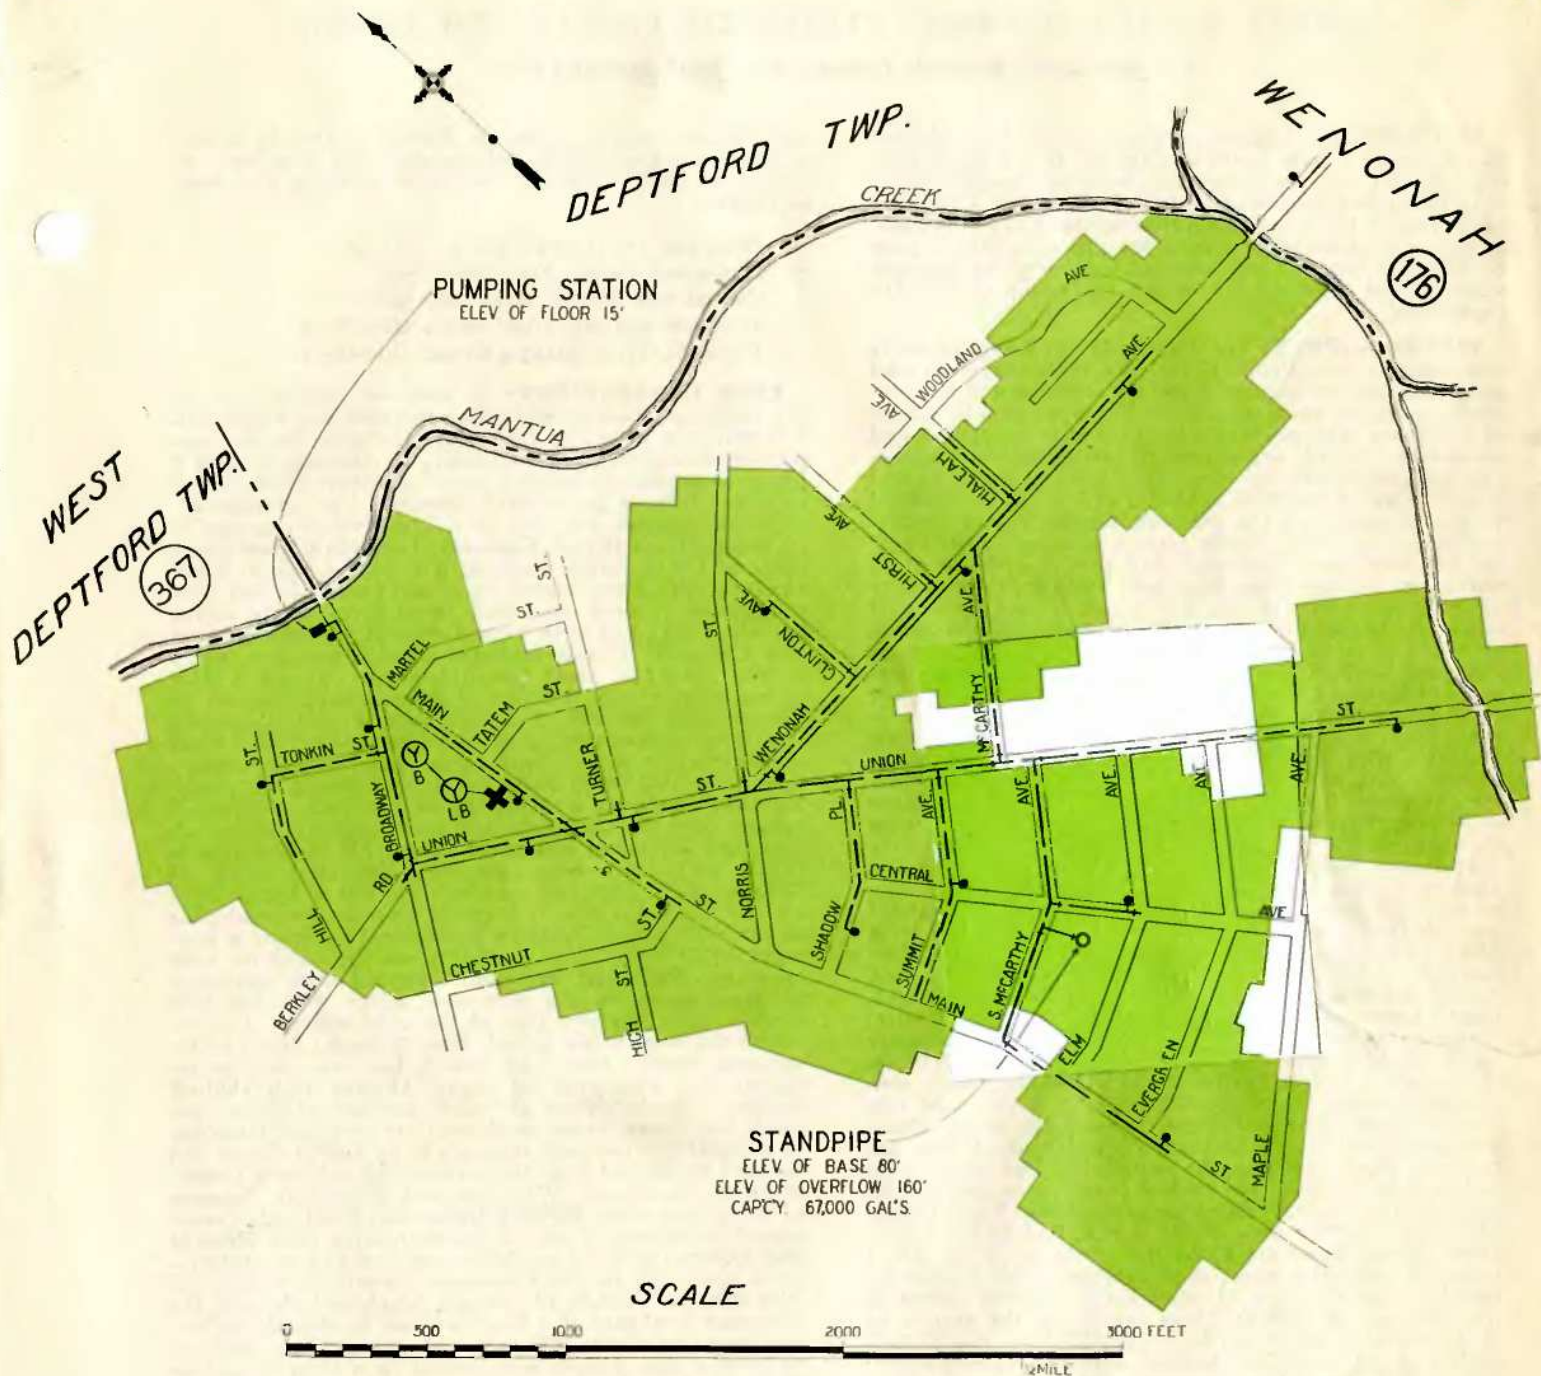 WENONAH
DEPTFORD TWP.
CREEK
176
AVE
PUMPING STATION
ELEV OF FLOOR 15'
WOODLAND
AVE.
AVE.
MANTUA
WEST
DEPTFORD TWP.
367
HIALEAH
AVE
HIRST
ST.
ST.
AVE.
AVE.
ST.
MARTEL
CLINTON
MAIN
ST.
TATEM
McCARTHY
ST.
WENONAH
TONKIN ST.
ST.
B
LB
TURNER
ST.
UNION
AVE.
AVE.
AVE.
AVE
BROADWAY
UNION
PL.
AVE.
RD
CENTRAL
AVE
HILL
NORRIS
ST.
ST.
SHADOW
SUMMIT
S. McCARTHY
CHESTNUT
ST
BERKLEY
HIGH
MAIN
ELM
EVERGREEN
MAPLE
ST
STANDPIPE
ELEV OF BASE 80'
ELEV OF OVERFLOW 160'
CAP'CY. 67,000 GAL'S.
SCALE
0 500 1000 2000 3000 FEET
1/2 MILE